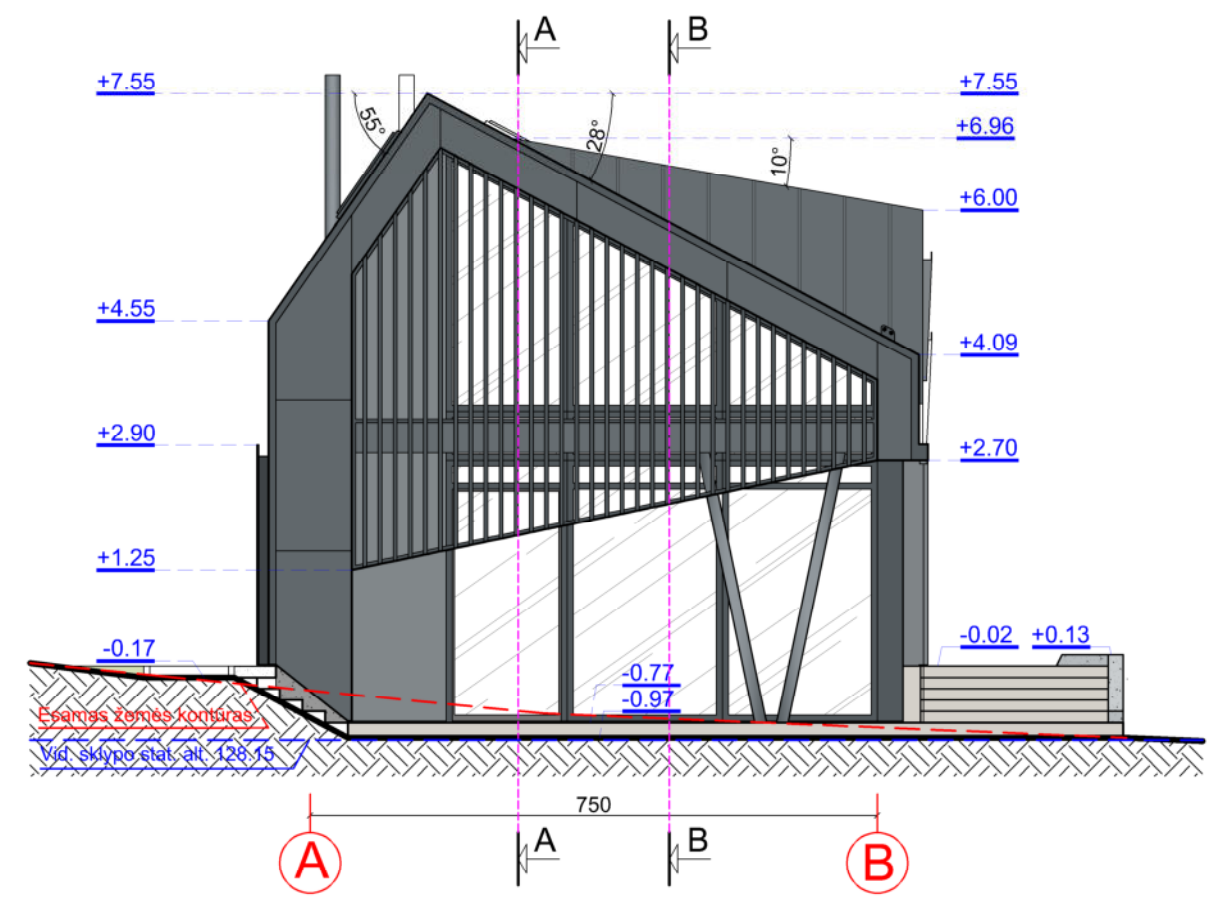 A B
+7.55 +7.55
55° 28° +6.96
10°
+6.00
+4.55
+4.09
+2.90 +2.70
+1.25
-0.17 -0.02 +0.13
-0.77
-0.97
Esamas žemės kontūras
Vid. sklypo stat. alt. 128.15
750
A A B B